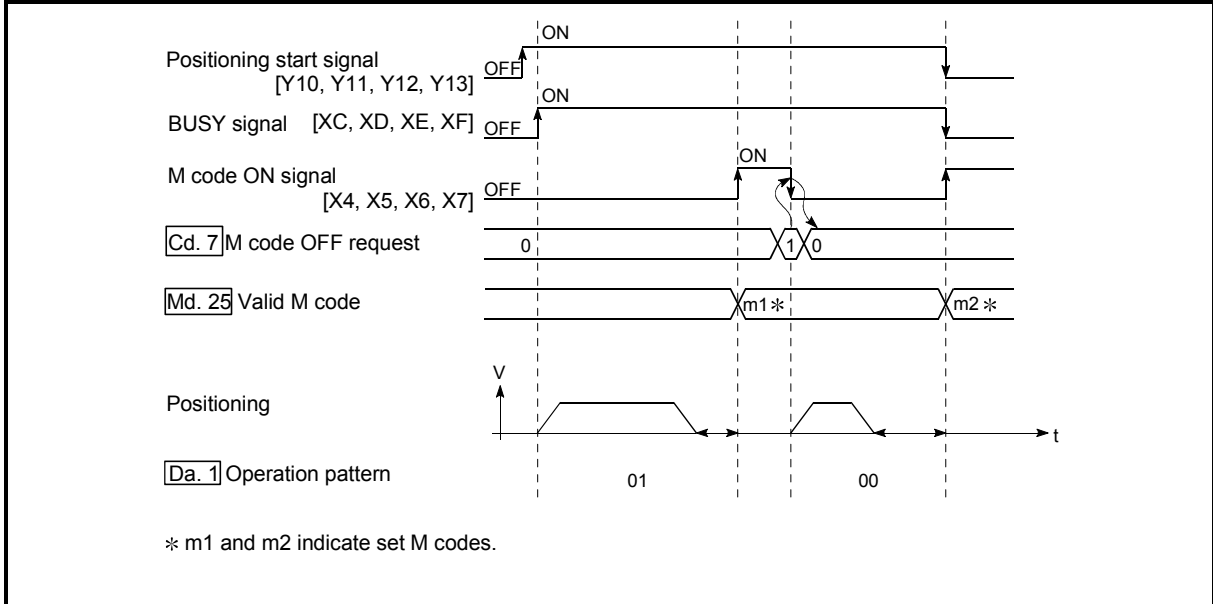 ON
Positioning start signal
OFF
[Y10, Y11, Y12, Y13]
ON
BUSY signal [XC, XD, XE, XF]
OFF
ON
M code ON signal
OFF
[X4, X5, X6, X7]
Cd. 7 M code OFF request
0 1 0
Md. 25 Valid M code
m1＊ m2＊
V
Positioning
t
Da. 1 Operation pattern
01 00
＊ m1 and m2 indicate set M codes.